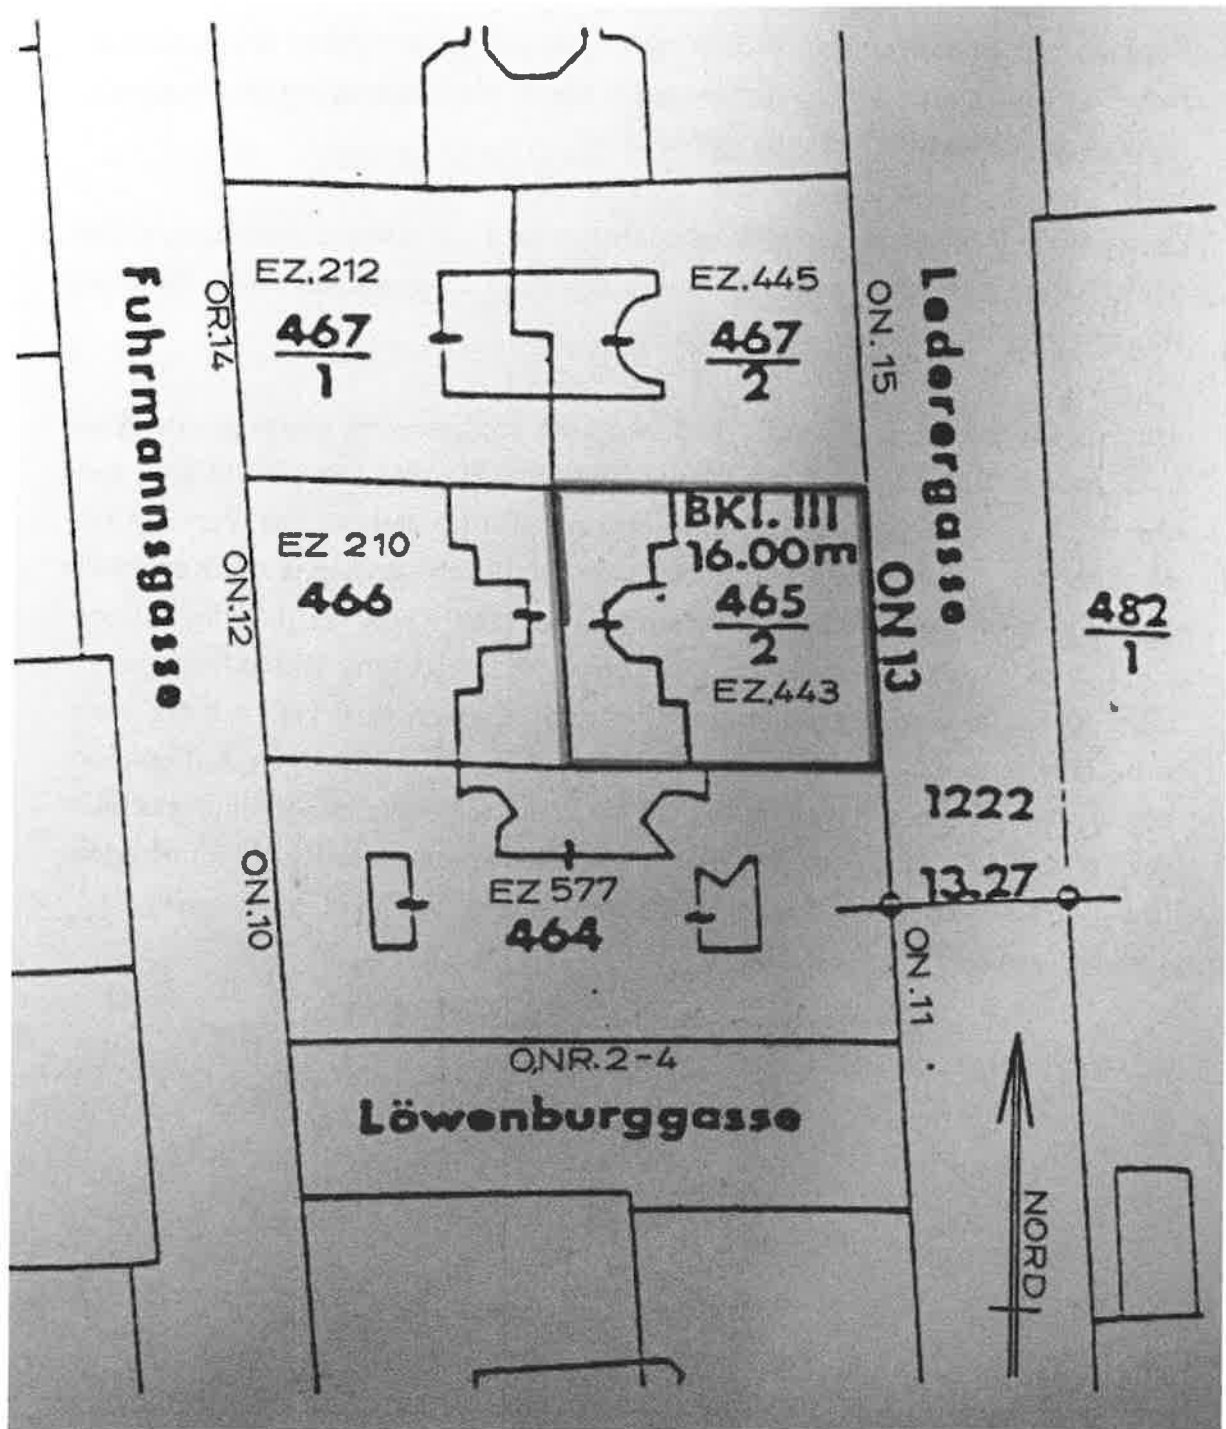 EZ.212
467
1
EZ.445
467
2
OR.14
ON.15
Fuhrmannsgasse
Lederergasse
BKl. III
16.00m
465
2
EZ.443
EZ 210
466
ON.12
ON 13
482
1
1222
13.27
EZ 577
464
ON.10
ON.11
O.NR.2-4
Löwenburggasse
NORD